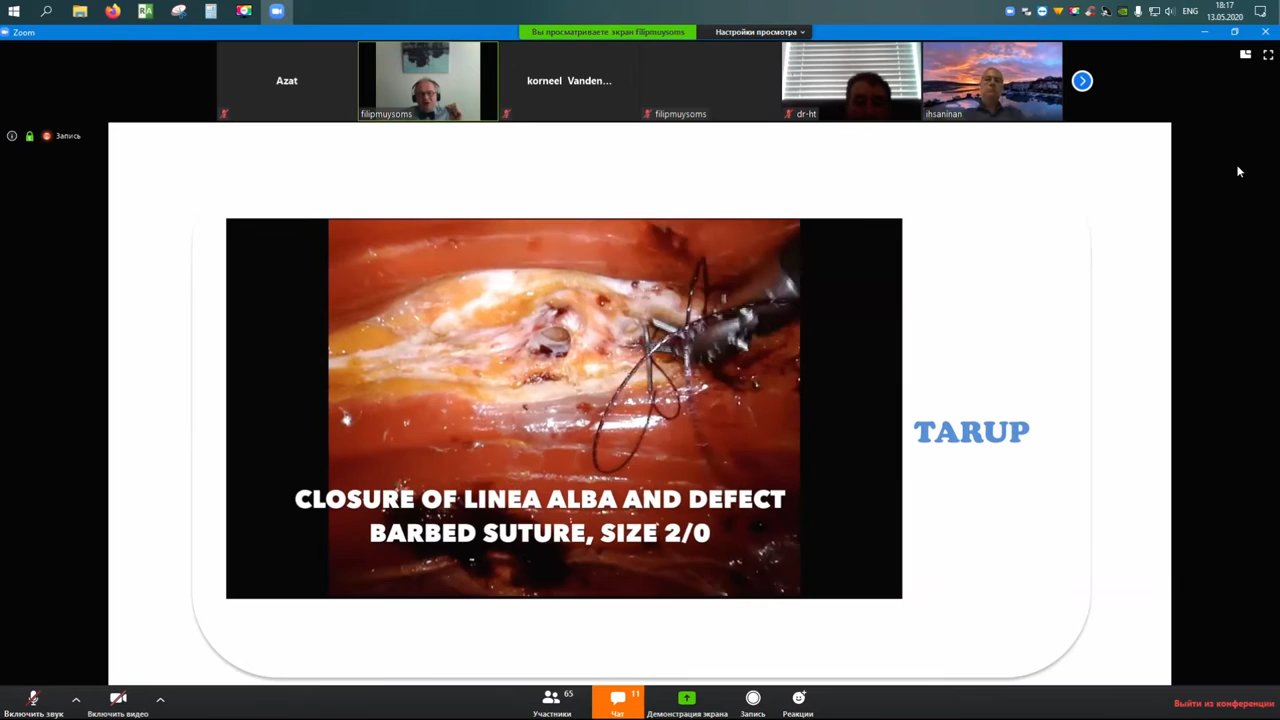 18:17
ENG
13.05.2020
Zoom
Вы просматриваете экран filipmuysoms
Настройки просмотра
Azat
filipmuysoms
korneel Vanden...
filipmuysoms
dr-ht
ihsaninan
Запись
TARUP
CLOSURE OF LINEA ALBA AND DEFECT
BARBED SUTURE, SIZE 2/0
Включить звук
Включить видео
65
Участники
11
Чат
Демонстрация экрана
Запись
Реакции
Выйти из конференции